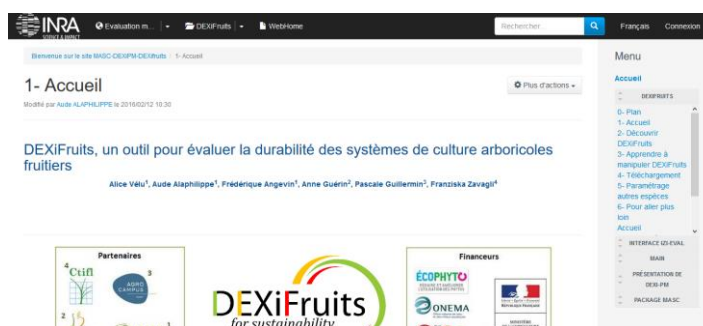 INRA
SCIENCE & IMPACT
Evaluation m...
DEXiFruits
WebHome
Rechercher
Français
Connexion
Bienvenue sur le site MASC-DEXiPM-DEXifruits / 1- Accueil
1- Accueil
Plus d'actions
Modifié par Aude ALAPHILIPPE le 2016/02/12 10:30
DEXiFruits, un outil pour évaluer la durabilité des systèmes de culture arboricoles
fruitiers
Alice Vélu¹, Aude Alaphilippe¹, Frédérique Angevin¹, Anne Guérin², Pascale Guillermin³, Franziska Zavagli⁴
Partenaires
4
Ctifl
3
AGRO
CAMPUS
2
DEXiFruits
for sustainability
Financeurs
ÉCOPHYTO
ONEMA
Menu
Accueil
DEXIFRUITS
0- Plan
1- Accueil
2- Découvrir
DEXiFruits
3- Apprendre à
manipuler DEXiFruits
4- Téléchargement
5- Paramétrage
autres espèces
6- Pour aller plus
loin
Accueil
INTERFACE IZI-EVAL
MAIN
PRÉSENTATION DE
DEXI-PM
PACKAGE MASC